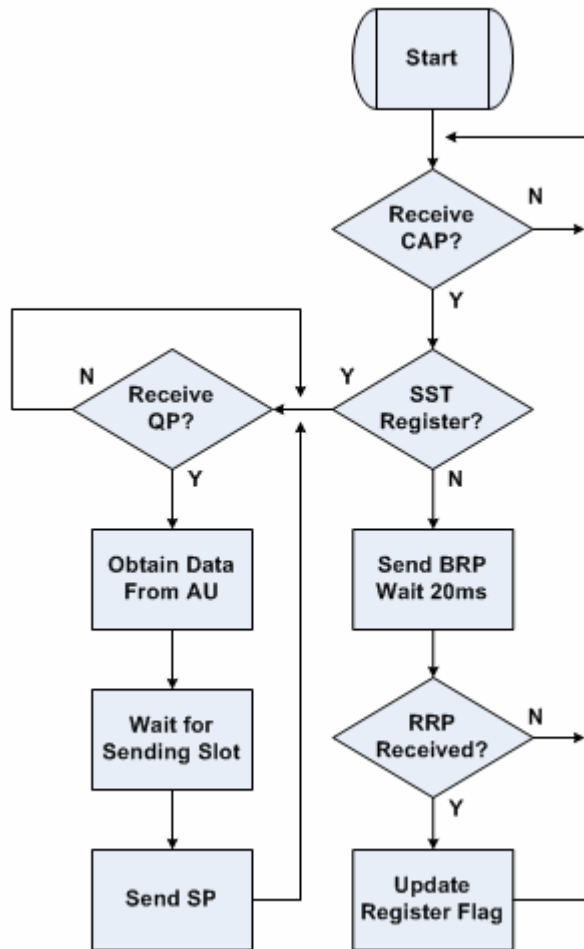 Start
Receive
CAP?
N
Y
SST
Register?
Y
N
Receive
QP?
N
Y
Obtain Data
From AU
Wait for
Sending Slot
Send SP
Send BRP
Wait 20ms
RRP
Received?
N
Y
Update
Register Flag